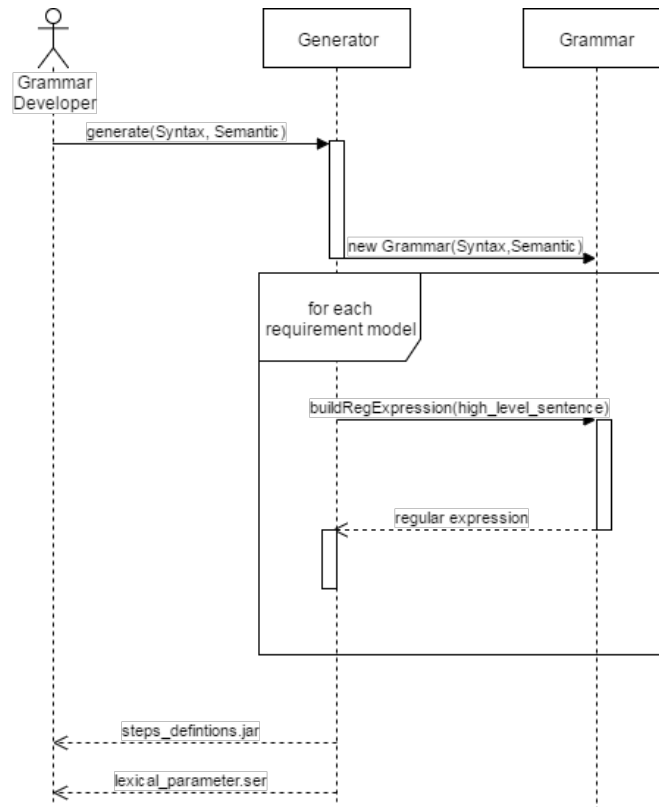 Generator
Grammar
Grammar
Developer
generate(Syntax, Semantic)
new Grammar(Syntax,Semantic)
for each
requirement model
buildRegExpression(high_level_sentence)
regular expression
steps_defintions.jar
lexical_parameter.ser